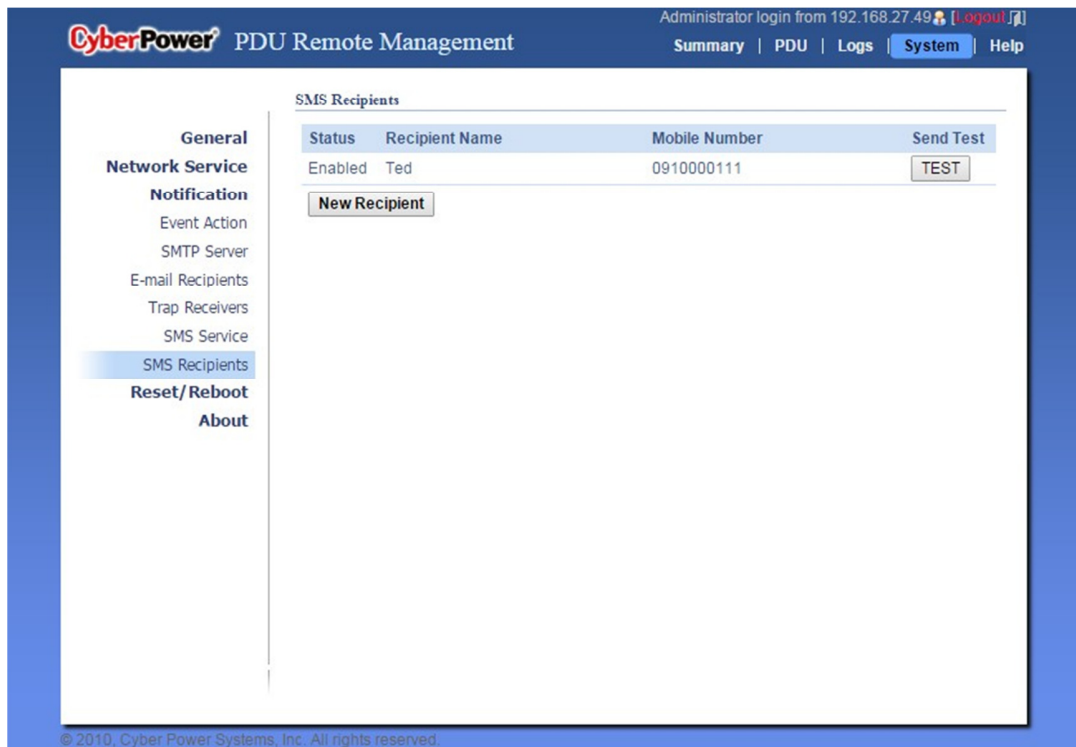 Administrator login from 192.168.27.49 [Logout]
CyberPower® PDU Remote Management
Summary | PDU | Logs | System | Help
SMS Recipients
General
Network Service
Notification
Event Action
SMTP Server
E-mail Recipients
Trap Receivers
SMS Service
SMS Recipients
Reset/Reboot
About
Status Recipient Name Mobile Number Send Test
Enabled Ted 0910000111 TEST
New Recipient
© 2010, Cyber Power Systems, Inc. All rights reserved.